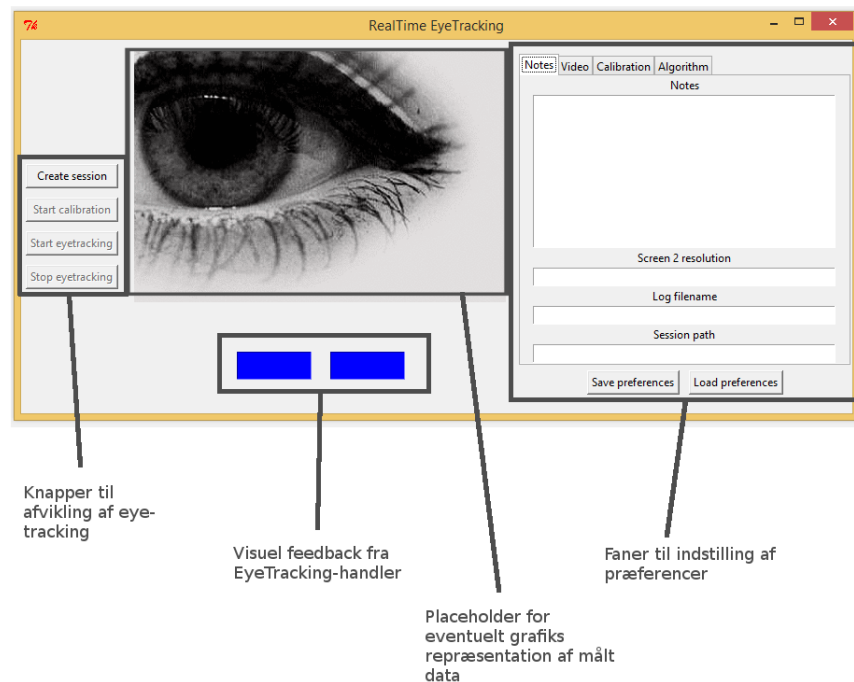 RealTime EyeTracking
Notes Video Calibration Algorithm
Notes
Create session
Start calibration
Start eyetracking
Stop eyetracking
Screen 2 resolution
Log filename
Session path
Save preferences Load preferences
Knapper til
afvikling af eye-
tracking
Visuel feedback fra
EyeTracking-handler
Faner til indstilling af
præferencer
Placeholder for
eventuelt grafiks
repræsentation af målt
data